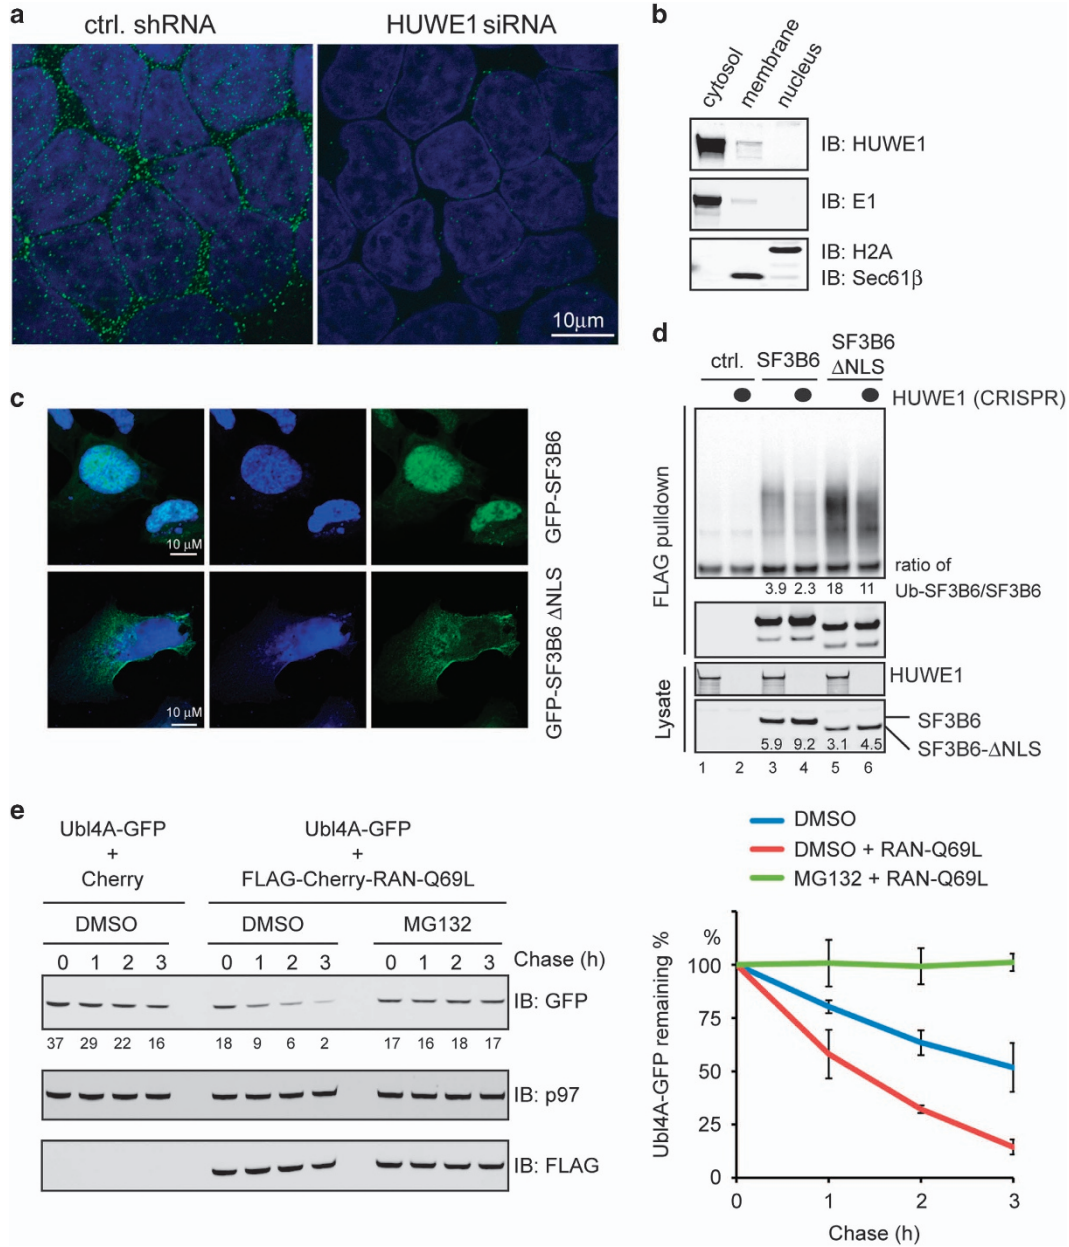 a
ctrl. shRNA
HUWE1 siRNA
10μm
b
cytosol
membrane
nucleus
IB: HUWE1
IB: E1
IB: H2A
IB: Sec61β
c
10 μM
GFP-SF3B6
10 μM
GFP-SF3B6 ΔNLS
d
ctrl. SF3B6 SF3B6 ΔNLS
HUWE1 (CRISPR)
FLAG pulldown
ratio of
Ub-SF3B6/SF3B6
3.9 2.3 18 11
Lysate
HUWE1
SF3B6
SF3B6-ΔNLS
5.9 9.2 3.1 4.5
1 2 3 4 5 6
e
Ubl4A-GFP
+
Cherry
Ubl4A-GFP
+
FLAG-Cherry-RAN-Q69L
DMSO DMSO MG132
0 1 2 3 0 1 2 3 0 1 2 3 Chase (h)
IB: GFP
37 29 22 16 18 9 6 2 17 16 18 17
IB: p97
IB: FLAG
DMSO
DMSO + RAN-Q69L
MG132 + RAN-Q69L
Ubl4A-GFP remaining %
%
100
75
50
25
0
0 1 2 3
Chase (h)